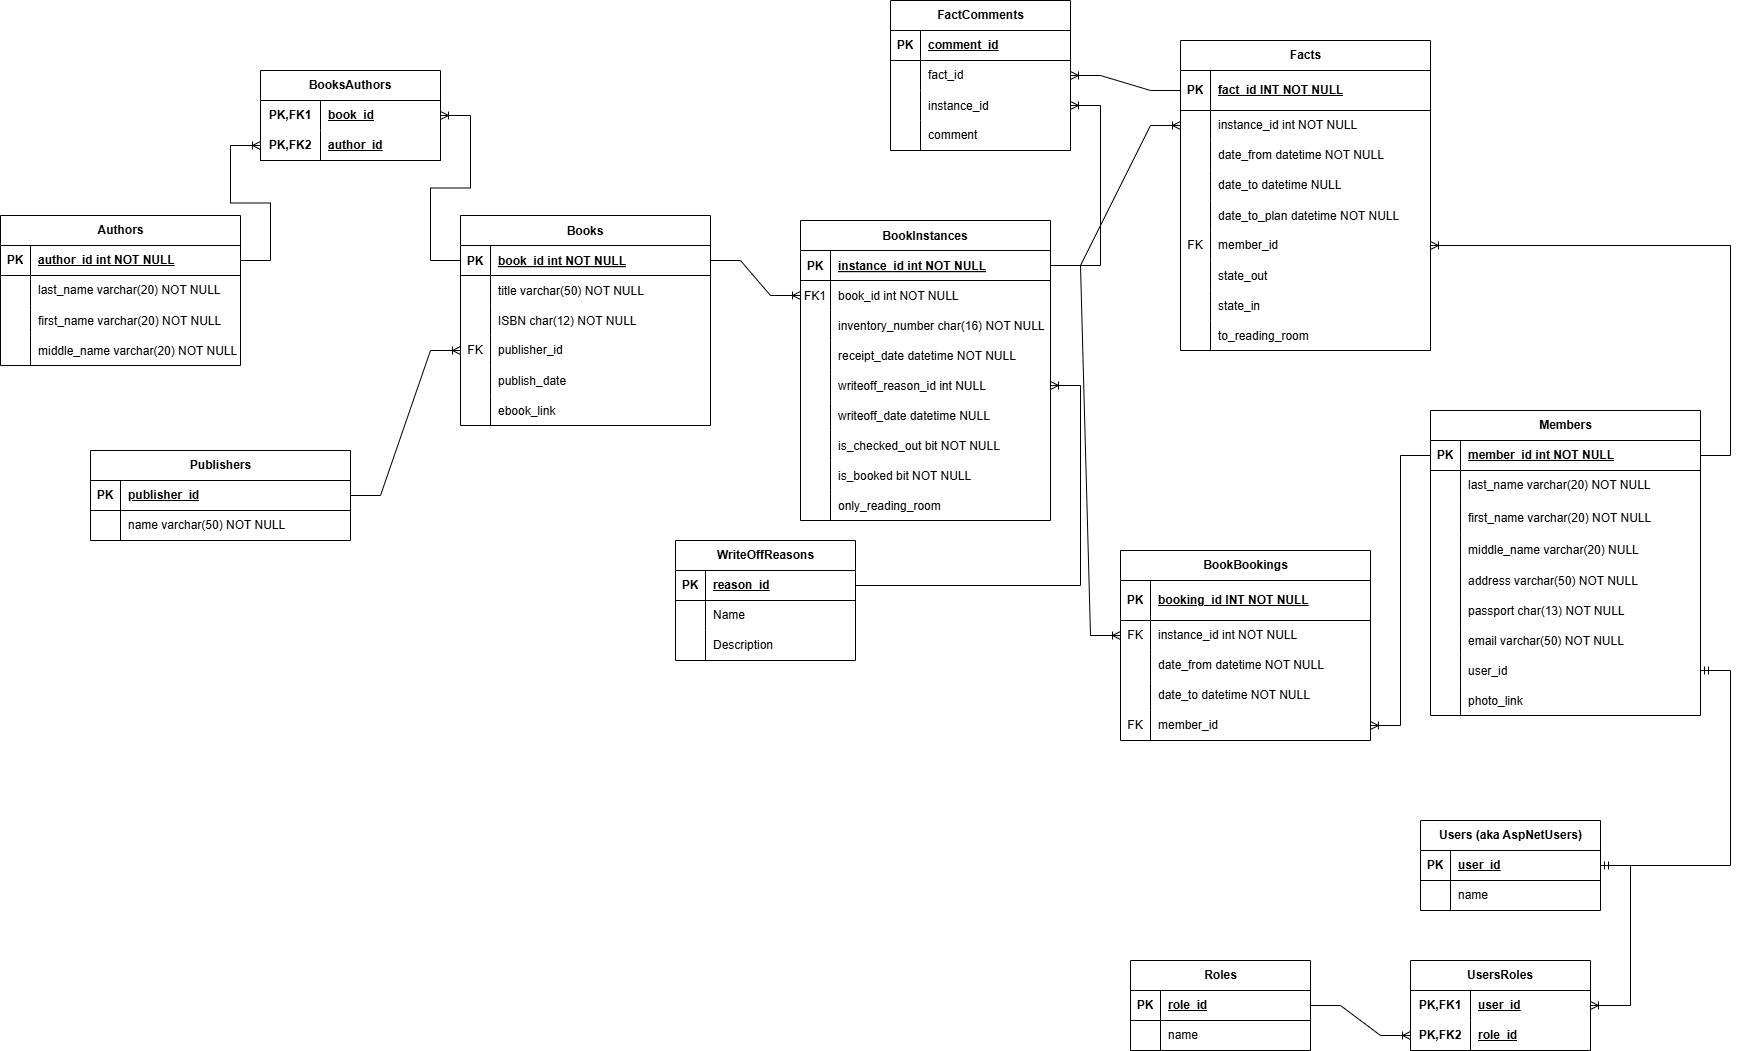 FactComments
PK comment_id
fact_id
instance_id
comment
Facts
PK fact_id INT NOT NULL
instance_id int NOT NULL
date_from datetime NOT NULL
date_to datetime NULL
date_to_plan datetime NOT NULL
FK member_id
state_out
state_in
to_reading_room
BooksAuthors
PK,FK1 book_id
PK,FK2 author_id
Authors
PK author_id int NOT NULL
last_name varchar(20) NOT NULL
first_name varchar(20) NOT NULL
middle_name varchar(20) NOT NULL
Books
PK book_id int NOT NULL
title varchar(50) NOT NULL
ISBN char(12) NOT NULL
FK publisher_id
publish_date
ebook_link
BookInstances
PK instance_id int NOT NULL
FK1 book_id int NOT NULL
inventory_number char(16) NOT NULL
receipt_date datetime NOT NULL
writeoff_reason_id int NULL
writeoff_date datetime NULL
is_checked_out bit NOT NULL
is_booked bit NOT NULL
only_reading_room
Publishers
PK publisher_id
name varchar(50) NOT NULL
WriteOffReasons
PK reason_id
Name
Description
Members
PK member_id int NOT NULL
last_name varchar(20) NOT NULL
first_name varchar(20) NOT NULL
middle_name varchar(20) NULL
address varchar(50) NOT NULL
passport char(13) NOT NULL
email varchar(50) NOT NULL
user_id
photo_link
BookBookings
PK booking_id INT NOT NULL
FK instance_id int NOT NULL
date_from datetime NOT NULL
date_to datetime NOT NULL
FK member_id
Users (aka AspNetUsers)
PK user_id
name
Roles
PK role_id
name
UsersRoles
PK,FK1 user_id
PK,FK2 role_id